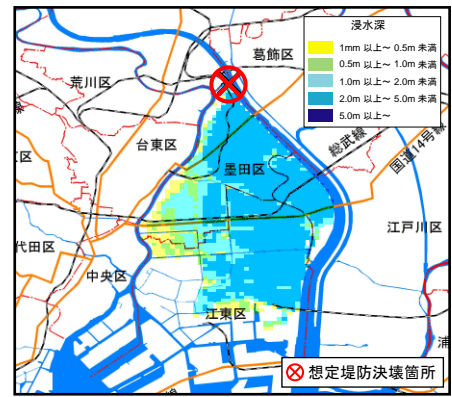 浸水深
1mm 以上～ 0.5m 未満
0.5m 以上～ 1.0m 未満
1.0m 以上～ 2.0m 未満
2.0m 以上～ 5.0m 未満
5.0m 以上～
葛飾区
荒川区
台東区
墨田区
総武線
国道14号線
江戸川区
代田区
中央区
江東区
区
線
線
浦
想定堤防決壊箇所